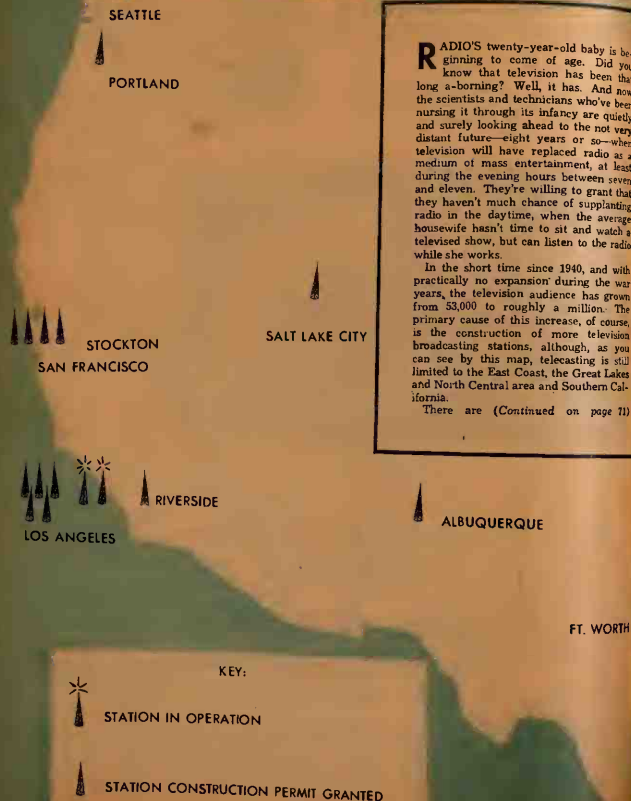 SEATTLE
PORTLAND
STOCKTON
SAN FRANCISCO
SALT LAKE CITY
RIVERSIDE
LOS ANGELES
ALBUQUERQUE
FT. WORTH
KEY:
STATION IN OPERATION
STATION CONSTRUCTION PERMIT GRANTED
RADIO'S twenty-year-old baby is be-
ginning to come of age. Did you
know that television has been tha
long a-borning? Well, it has. And now
the scientists and technicians who've been
nursing it through its infancy are quietly
and surely looking ahead to the not very
distant future—eight years or so—when
television will have replaced radio as a
medium of mass entertainment, at least
during the evening hours between seven
and eleven. They're willing to grant that
they haven't much chance of supplanting
radio in the daytime, when the average
housewife hasn't time to sit and watch a
televised show, but can listen to the radio
while she works.
In the short time since 1940, and with
practically no expansion during the war
years, the television audience has grown
from 53,000 to roughly a million. The
primary cause of this increase, of course,
is the construction of more television
broadcasting stations, although, as you
can see by this map, telecasting is still
limited to the East Coast, the Great Lakes
and North Central area and Southern Cal-
ifornia.
There are (Continued on page 71)